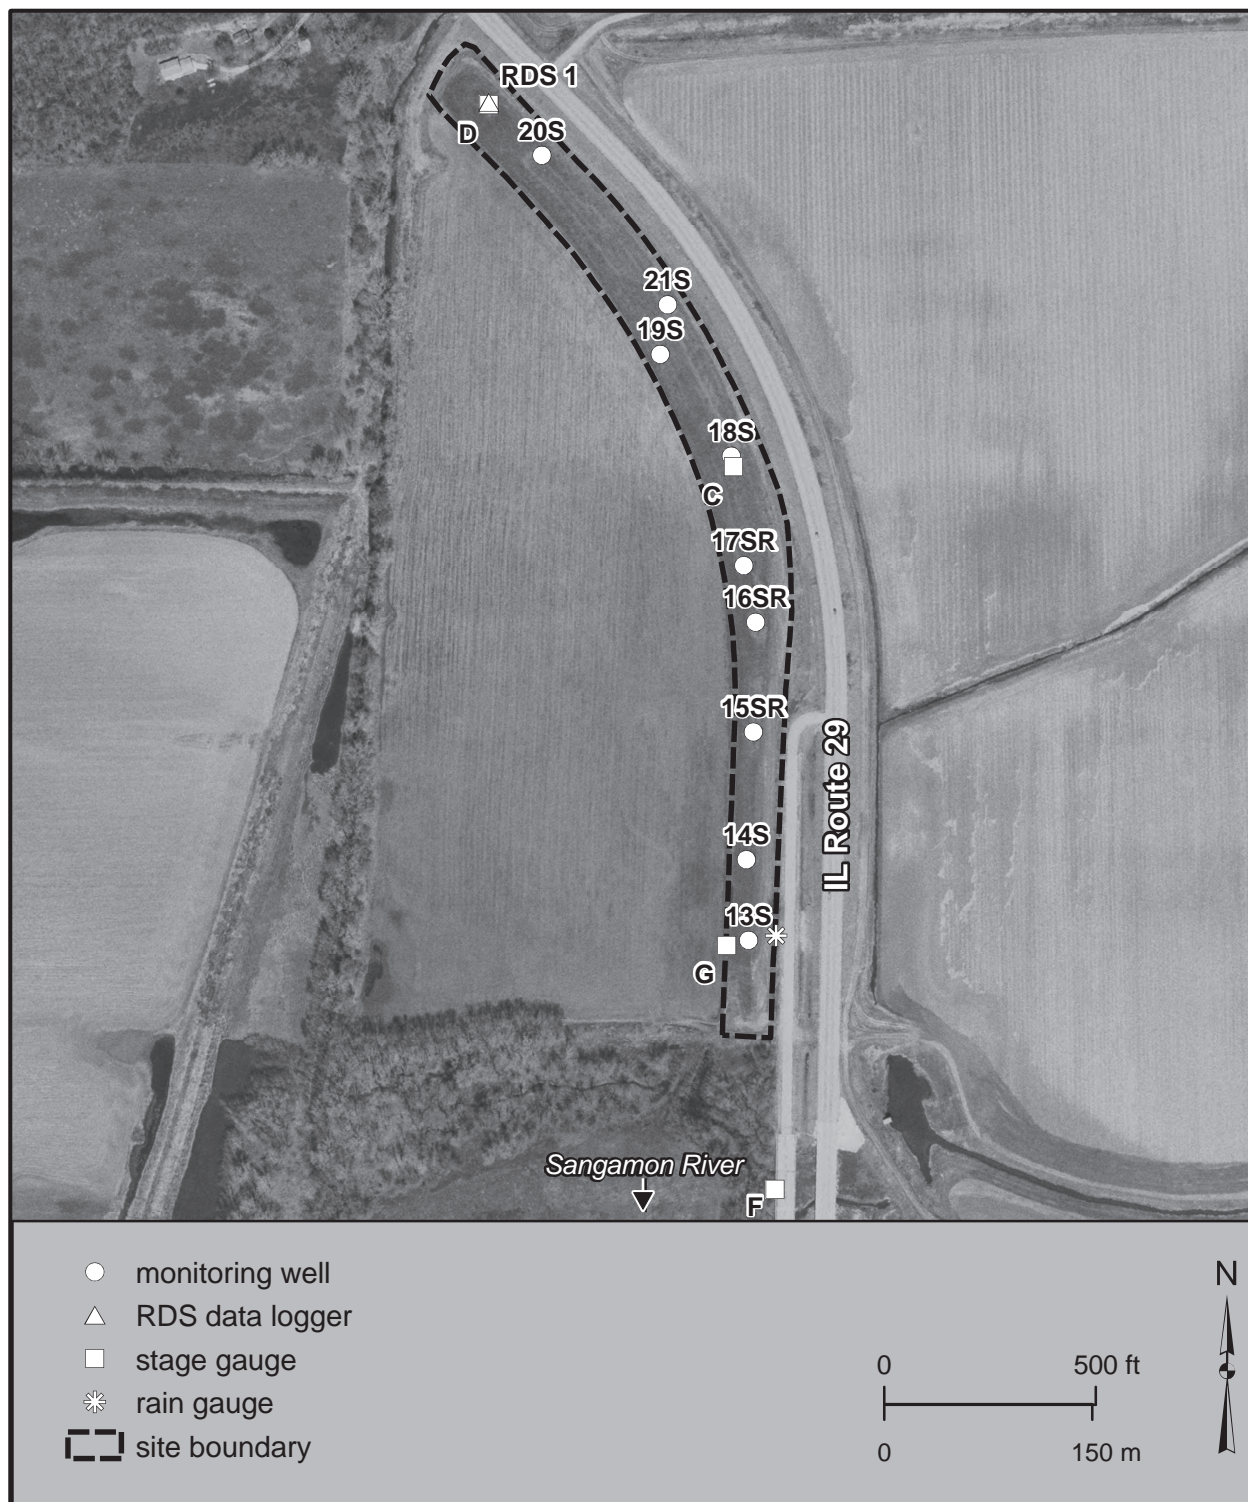 RDS 1
D
20S
21S
19S
18S
C
17SR
16SR
15SR
IL Route 29
14S
13S
G
Sangamon River
F
monitoring well
RDS data logger
stage gauge
rain gauge
site boundary
0 500 ft
0 150 m
N